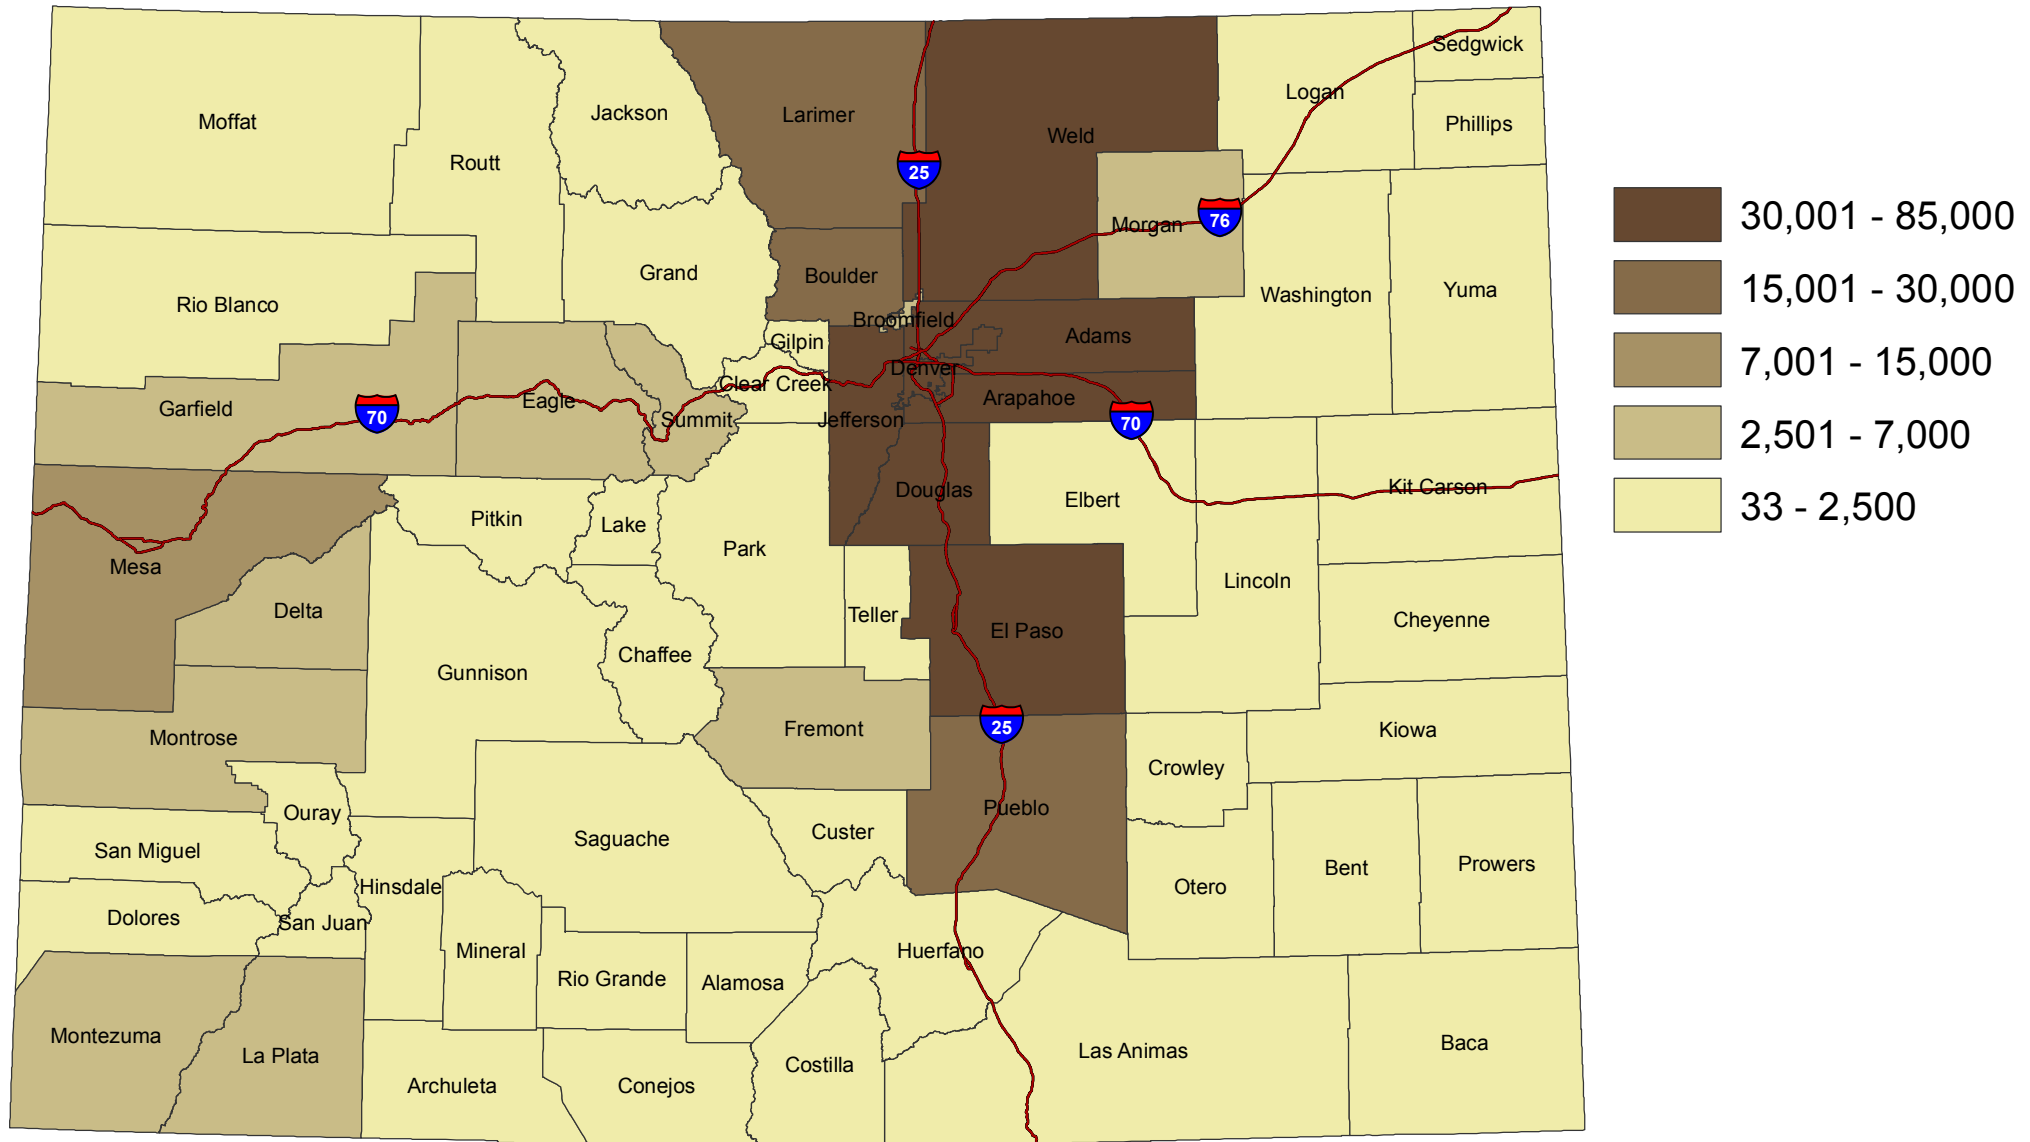 Sedgwick
Logan
Moffat
Jackson
Larimer
Phillips
Weld
Routt
25
76
Morgan
Grand
Boulder
Rio Blanco
Washington
Yuma
Broomfield
Gilpin
Adams
Denver
Clear Creek
Arapahoe
Garfield
70
Eagle
Summit
Jefferson
70
Kit Carson
Douglas
Elbert
Pitkin
Lake
Park
Mesa
Lincoln
Delta
Teller
Cheyenne
El Paso
Chaffee
Gunnison
25
Fremont
Kiowa
Montrose
Crowley
Pueblo
Ouray
Custer
Saguache
San Miguel
Prowers
Bent
Otero
Hinsdale
Dolores
San Juan
Mineral
Huerfano
Rio Grande
Alamosa
Montezuma
La Plata
Las Animas
Baca
Costilla
Archuleta
Conejos
30,001 - 85,000
15,001 - 30,000
7,001 - 15,000
2,501 - 7,000
33 - 2,500